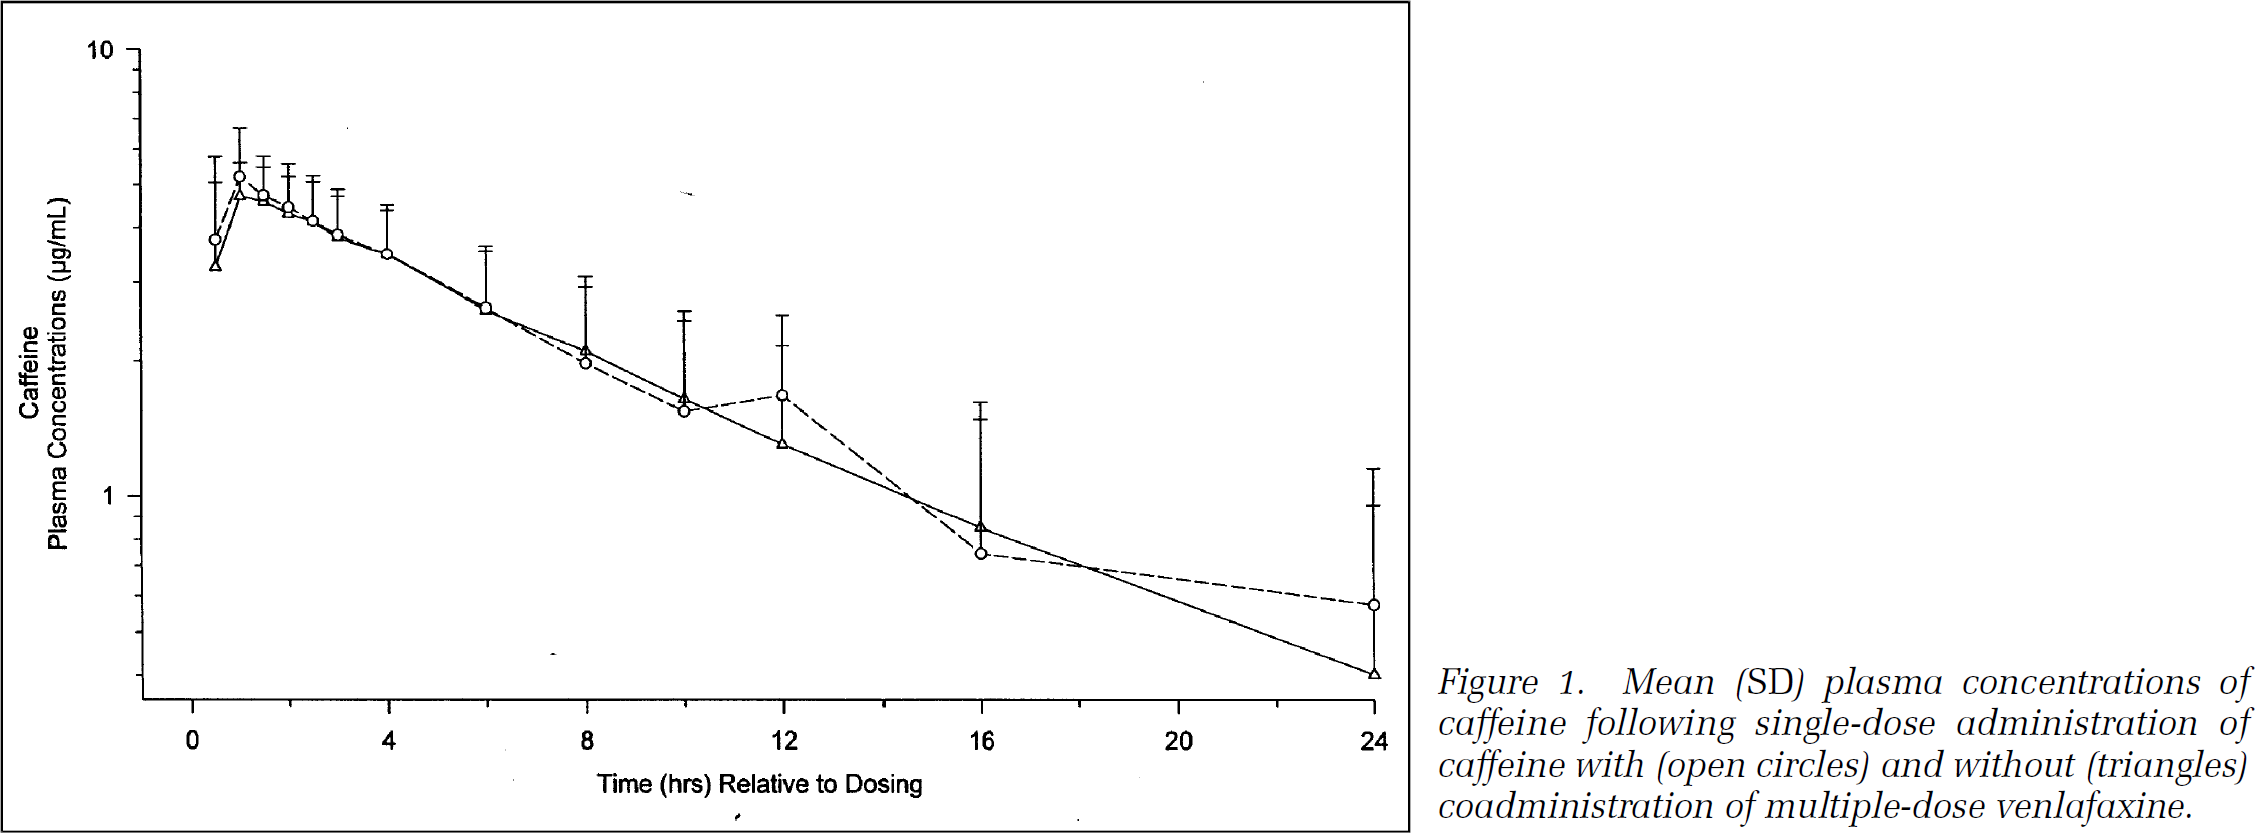 10
1
Caffeine
Plasma Concentrations (µg/mL)
0 4 8 12 16 20 24
Time (hrs) Relative to Dosing
Figure 1. Mean (SD) plasma concentrations of
caffeine following single-dose administration of
caffeine with (open circles) and without (triangles)
coadministration of multiple-dose venlafaxine.